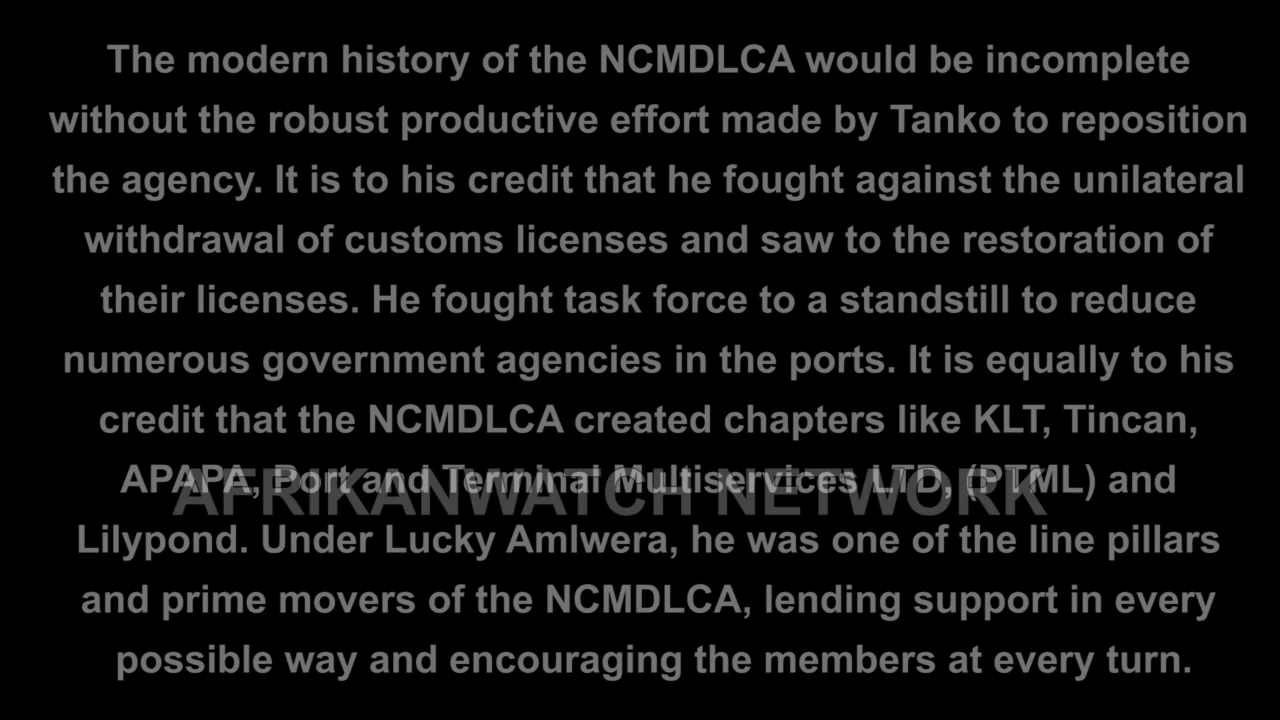 The modern history of the NCMDLCA would be incomplete
without the robust productive effort made by Tanko to reposition
the agency. It is to his credit that he fought against the unilateral
withdrawal of customs licenses and saw to the restoration of
their licenses. He fought task force to a standstill to reduce
numerous government agencies in the ports. It is equally to his
credit that the NCMDLCA created chapters like KLT, Tincan,
APAPA, Port and Terminal Multiservices LTD, (PTML) and
AFRIKANWATCH NETWORK
Lilypond. Under Lucky Amlwera, he was one of the line pillars
and prime movers of the NCMDLCA, lending support in every
possible way and encouraging the members at every turn.